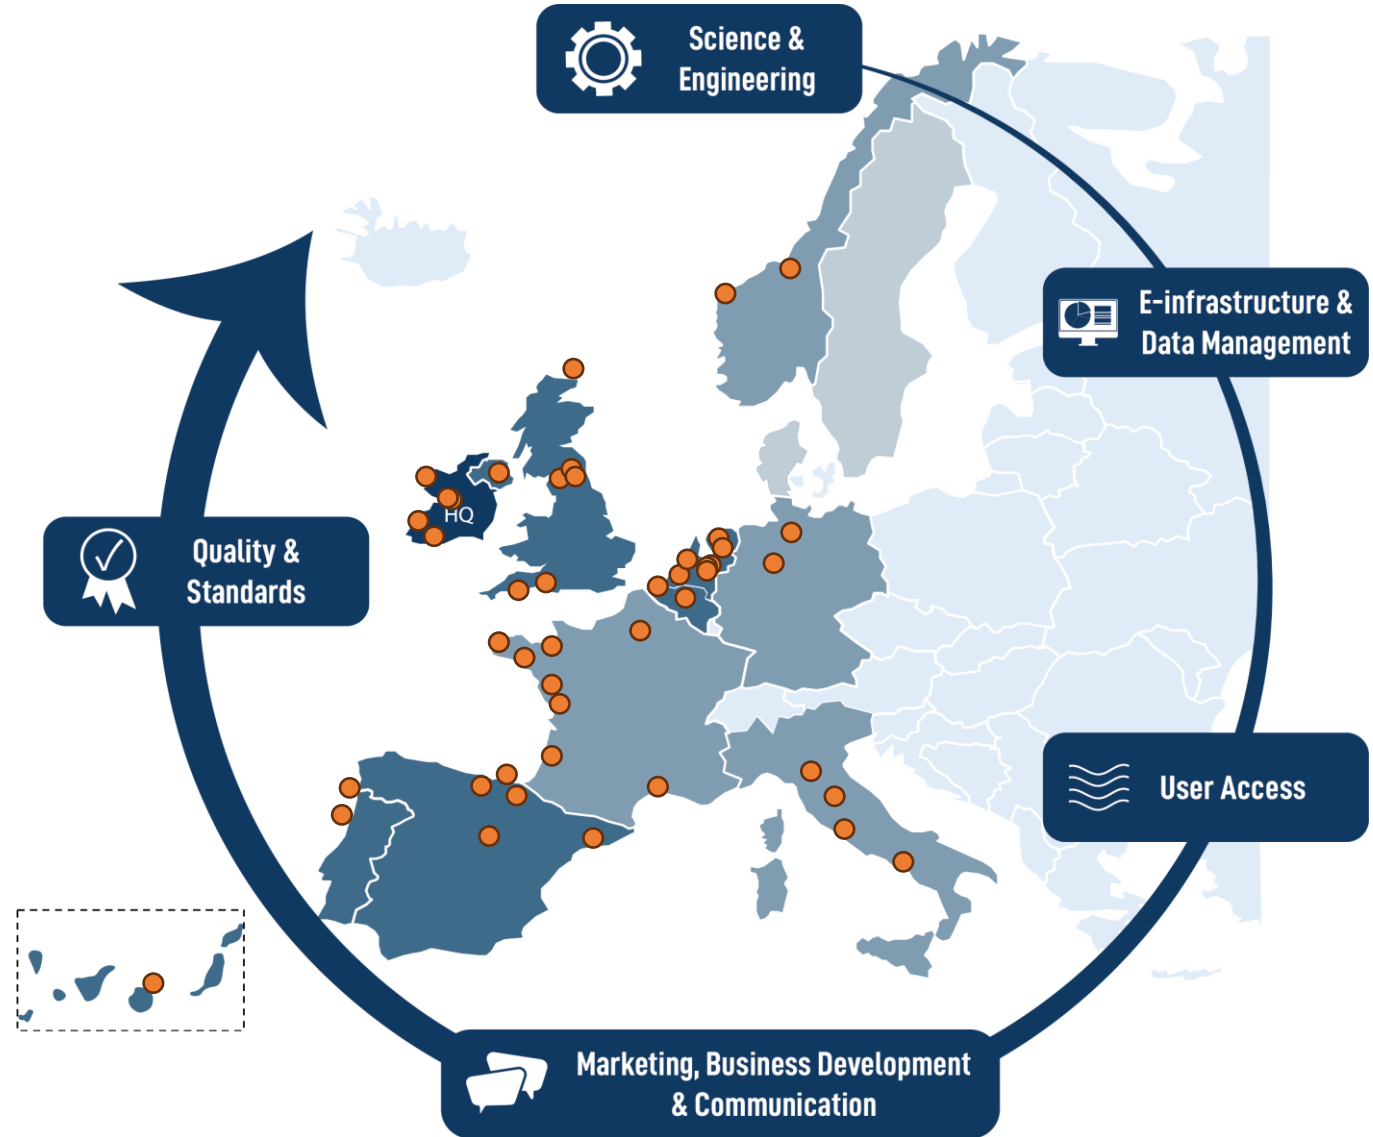 Science &
Engineering
E-infrastructure &
Data Management
HQ
Quality &
Standards
User Access
Marketing, Business Development
& Communication